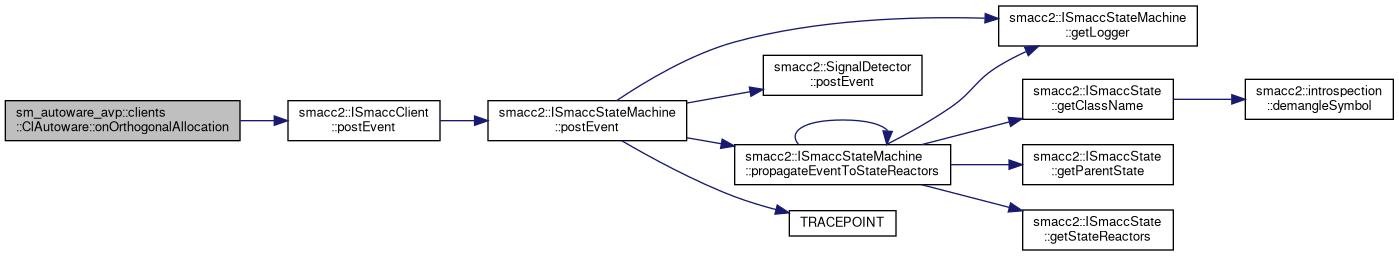 sm_autoware_avp::clients
::ClAutoware::onOrthogonalAllocation
smacc2::ISmaccClient
::postEvent
smacc2::ISmaccStateMachine
::postEvent
smacc2::ISmaccStateMachine
::getLogger
smacc2::SignalDetector
::postEvent
smacc2::ISmaccStateMachine
::propagateEventToStateReactors
TRACEPOINT
smacc2::ISmaccState
::getClassName
smacc2::introspection
::demangleSymbol
smacc2::ISmaccState
::getParentState
smacc2::ISmaccState
::getStateReactors